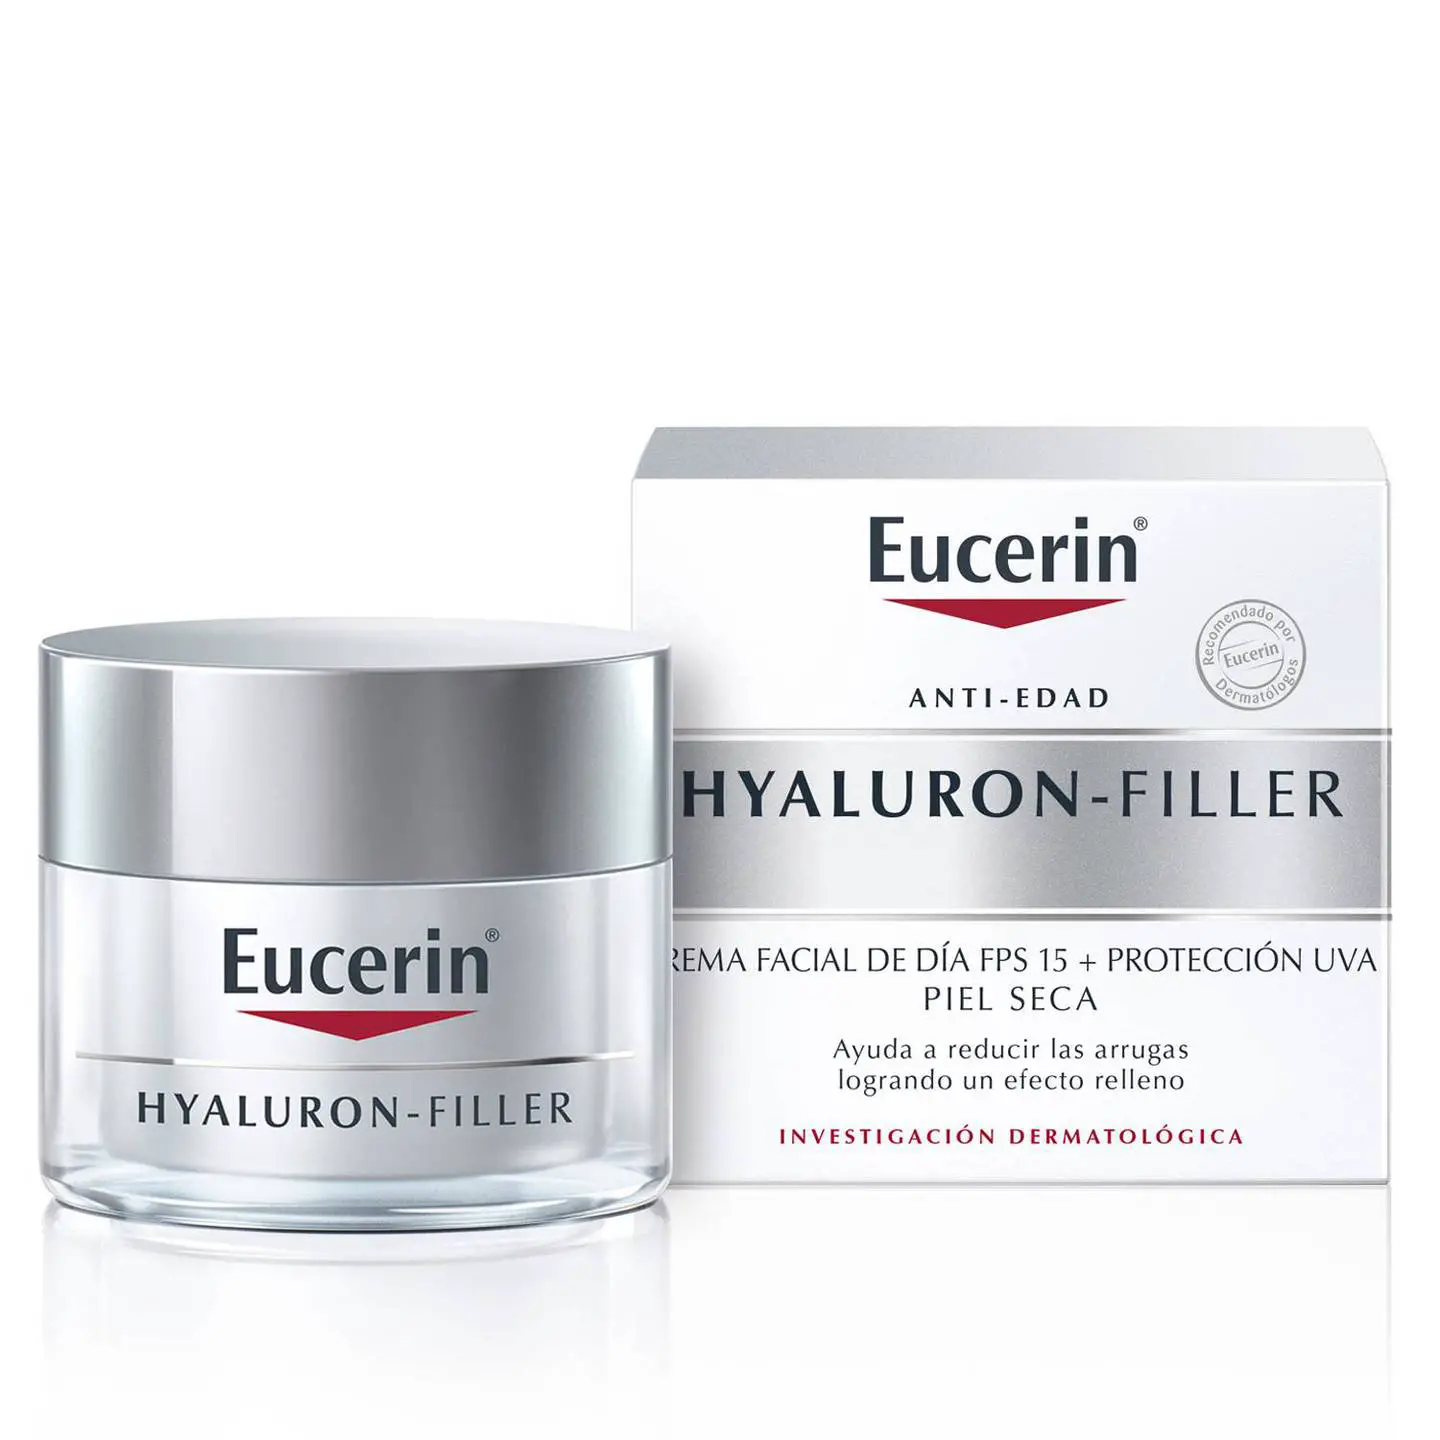 Eucerin®
ANTI-EDAD
Recomendado por
Eucerin
Dermatólogos
HYALURON-FILLER
FACIAL DE DÍA FPS 15 + PROTECCIÓN UVA
PIEL SECA
Ayuda a reducir las arrugas
logrando un efecto relleno
INVESTIGACIÓN DERMATOLÓGICA
Eucerin®
HYALURON-FILLER